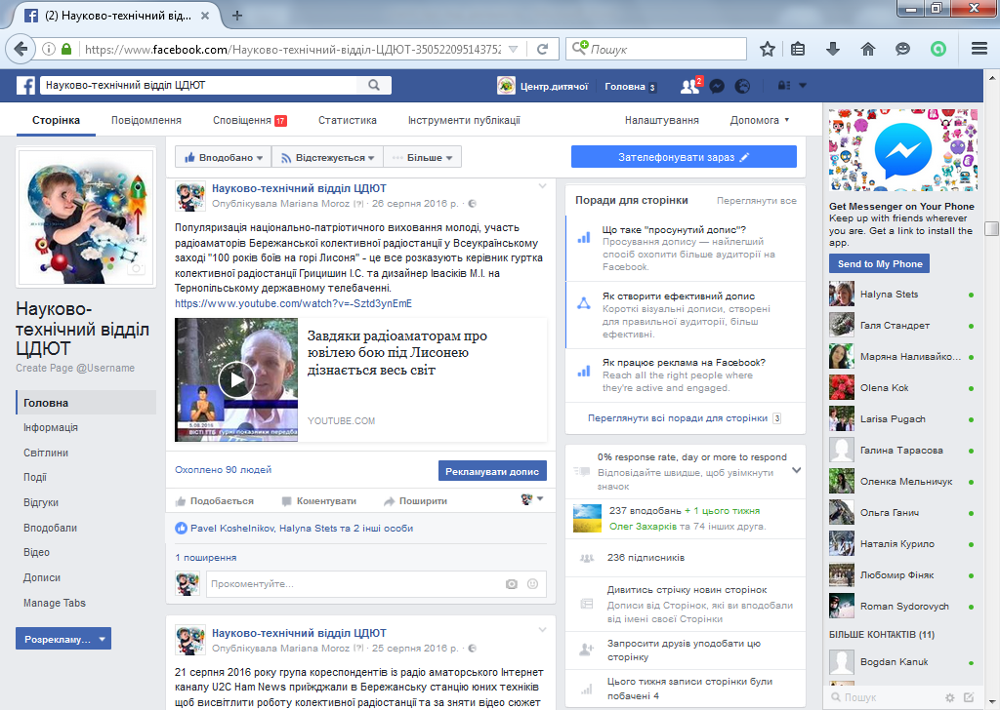 (2) Науково-технічний від...
https://www.facebook.com/Науково-технічний-відділ-ЦДЮТ-35052209514375
Пошук
Науково-технічний відділ ЦДЮТ
Центр.дитячої
Головна 3
2
Сторінка
Повідомлення
Сповіщення 17
Статистика
Інструменти публікації
Налаштування
Допомога
Науково-технічний відділ ЦДЮТ
Create Page @Username
Головна
Інформація
Світлини
Події
Відгуки
Вподобали
Відео
Дописи
Manage Tabs
Розрекламу...
Вподобано
Відстежується
··· Більше
Зателефонувати зараз
Науково-технічний відділ ЦДЮТ
Опублікувала Mariana Moroz [?] · 26 серпня 2016 р. ·
Популяризація національно-патріотичного виховання молоді, участь
радіоаматорів Бережанської колективної радіостанції у Всеукраїнському
заході "100 років боїв на горі Лисоня" - це все розказують керівник гуртка
колективної радіостанції Грицишин І.С. та дизайнер Івасіків М.І. на
Тернопільському державному телебаченні.
https://www.youtube.com/watch?v=-Sztd3ynEmE
5.08.2016
ВІСТІ ТТБ
гурні показники передба
Завдяки радіоаматорам про
ювілею бою під Лисонею
дізнається весь світ
YOUTUBE.COM
Охоплено 90 людей
Рекламувати допис
Подобається
Коментувати
Поширити
Pavel Koshelnikov, Halyna Stets та 2 інші особи
1 поширення
Прокоментуйте...
Науково-технічний відділ ЦДЮТ
Опублікувала Mariana Moroz [?] · 25 серпня 2016 р. ·
21 серпня 2016 року група кореспондентів із радіо аматорського Інтернет
каналу U2C Ham News приїжджали в Бережанську станцію юних техніків
щоб висвітлити роботу колективної радіостанції та за зняти відео сюжет
Поради для сторінки
Переглянути все
Що таке "просунутий допис"?
Просування допису — найлегший
спосіб охопити більше аудиторії на
Facebook.
Як створити ефективний допис
Короткі візуальні дописи, створені
для правильної аудиторії, більш
ефективні.
Як працює реклама на Facebook?
Reach all the right people where
they're active and engaged.
Переглянути всі поради для сторінки 3
0% response rate, day or more to respond
Відповідайте швидше, щоб увімкнути
значок
237 вподобань + 1 цього тижня
Олег Захарків та 74 інших друга.
236 підписників
Дивитись стрічку новин сторінок
Дописи від Сторінок, які ви вподобали
від імені своєї Сторінки
Запросити друзів уподобати цю
сторінку
Цього тижня записи сторінки були
побачені 4
Get Messenger on Your Phone
Keep up with friends wherever
you are. Get a link to install the
app.
Send to My Phone
Halyna Stets
Галя Стандрет
Маряна Наливайко...
Olena Kok
Larisa Pugach
Галина Тарасова
Оленка Мельничук
Ольга Ганич
Наталія Курило
Любомир Фіняк
Roman Sydorovych
БІЛЬШЕ КОНТАКТІВ (11)
Bogdan Kanuk
Пошук